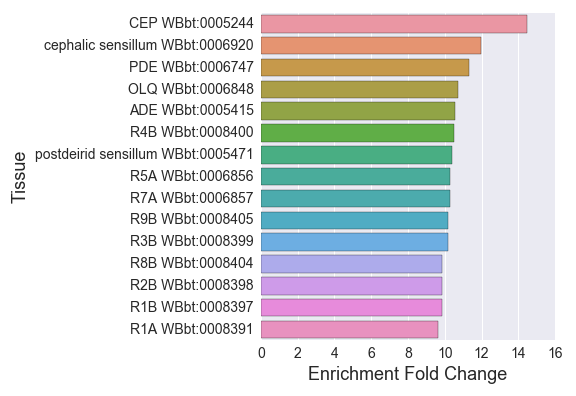 CEP WBbt:0005244
cephalic sensillum WBbt:0006920
PDE WBbt:0006747
OLQ WBbt:0006848
ADE WBbt:0005415
R4B WBbt:0008400
postdeirid sensillum WBbt:0005471
R5A WBbt:0006856
R7A WBbt:0006857
R9B WBbt:0008405
R3B WBbt:0008399
R8B WBbt:0008404
R2B WBbt:0008398
R1B WBbt:0008397
R1A WBbt:0008391
Tissue
0 2 4 6 8 10 12 14 16
Enrichment Fold Change